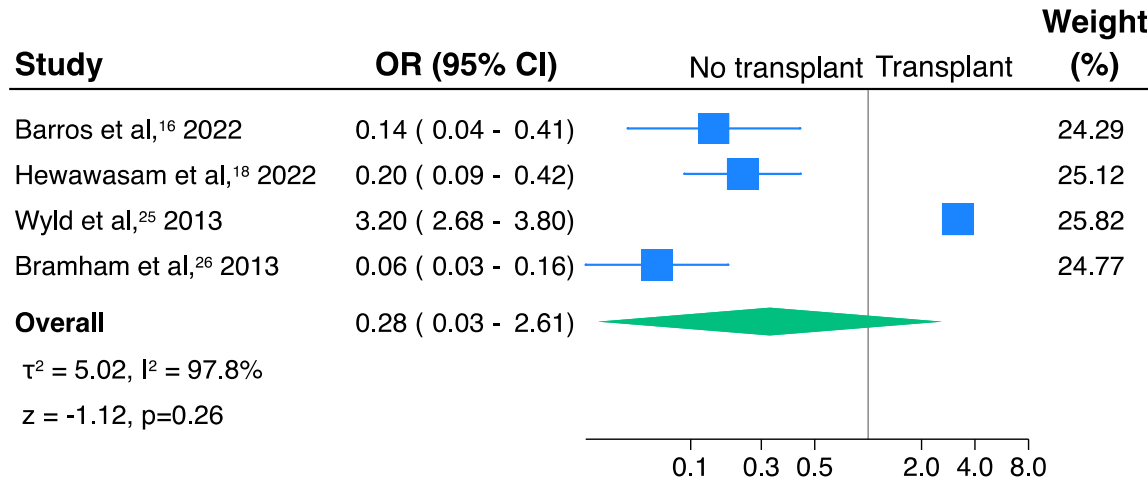 Weight
Study OR (95% CI) No transplant Transplant (%)
Barros et al,¹⁶ 2022 0.14 ( 0.04 - 0.41) 24.29
Hewawasam et al,¹⁸ 2022 0.20 ( 0.09 - 0.42) 25.12
Wyld et al,²⁵ 2013 3.20 ( 2.68 - 3.80) 25.82
Bramham et al,²⁶ 2013 0.06 ( 0.03 - 0.16) 24.77
Overall 0.28 ( 0.03 - 2.61)
τ² = 5.02, I² = 97.8%
z = -1.12, p=0.26
0.1 0.3 0.5 2.0 4.0 8.0